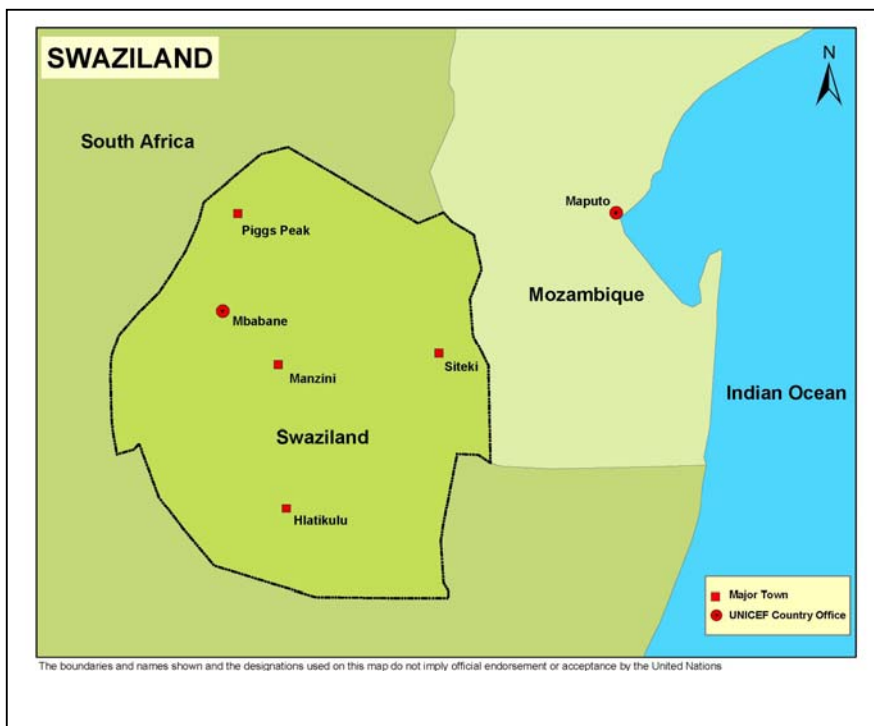 SWAZILAND
N
South Africa
Maputo
Piggs Peak
Mozambique
Mbabane
Siteki
Manzini
Indian Ocean
Swaziland
Hlatikulu
Major Town
UNICEF Country Office
The boundaries and names shown and the designations used on this map do not imply official endorsement or acceptance by the United Nations